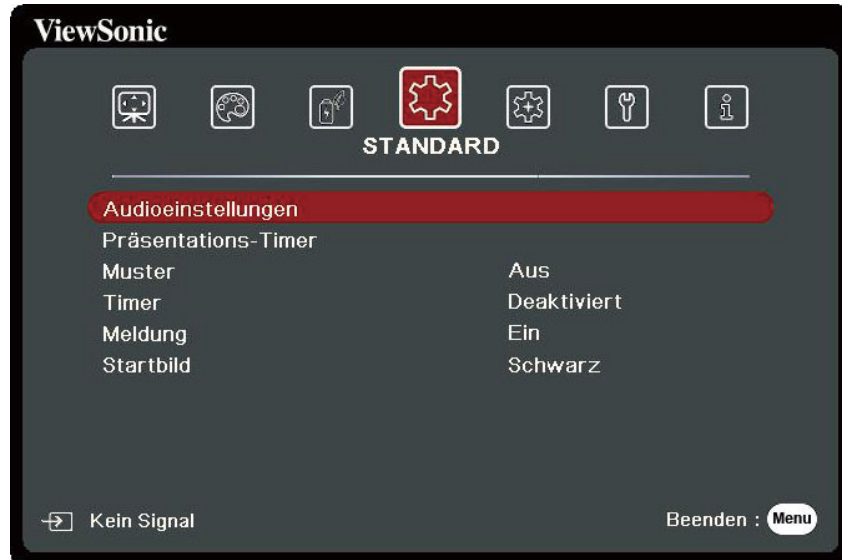 ViewSonic
STANDARD
Audioeinstellungen
Präsentations-Timer
Muster Aus
Timer Deaktiviert
Meldung Ein
Startbild Schwarz
Kein Signal Beenden : Menu